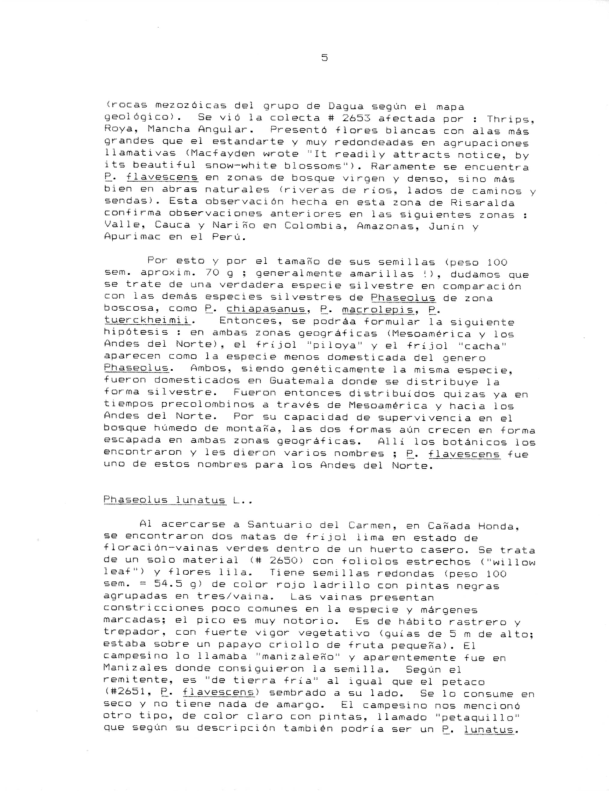 5
(rocas mezozóicas del grupo de Dagua según el mapa
geológico).  Se vió la colecta # 2653 afectada por : Thrips,
Roya, Mancha Angular.  Presentó flores blancas con alas más
grandes que el estandarte y muy redondeadas en agrupaciones
llamativas (Macfayden wrote "It readily attracts notice, by
its beautiful snow-white blossoms"). Raramente se encuentra
P. flavescens en zonas de bosque virgen y denso, sino más
bien en abras naturales (riveras de ríos, lados de caminos y
sendas). Esta observación hecha en esta zona de Risaralda
confirma observaciones anteriores en las siguientes zonas :
Valle, Cauca y Nariño en Colombia, Amazonas, Junín y
Apurimac en el Perú.
Por esto y por el tamaño de sus semillas (peso 100
sem. aproxim. 70 g ; generalmente amarillas !), dudamos que
se trate de una verdadera especie silvestre en comparación
con las demás especies silvestres de Phaseolus de zona
boscosa, como P. chiapasanus, P. macrolepis, P.
tuerckheimii.  Entonces, se podráa formular la siguiente
hipótesis : en ambas zonas geográficas (Mesoamérica y los
Andes del Norte), el fríjol "piloya" y el fríjol "cacha"
aparecen como la especie menos domesticada del genero
Phaseolus.  Ambos, siendo genéticamente la misma especie,
fueron domesticados en Guatemala donde se distribuye la
forma silvestre.  Fueron entonces distribuidos quizas ya en
tiempos precolombinos a través de Mesoamérica y hacia los
Andes del Norte.  Por su capacidad de supervivencia en el
bosque húmedo de montaña, las dos formas aún crecen en forma
escapada en ambas zonas geográficas.  Allí los botánicos los
encontraron y les dieron varios nombres ; P. flavescens fue
uno de estos nombres para los Andes del Norte.
Phaseolus lunatus L..
Al acercarse a Santuario del Carmen, en Cañada Honda,
se encontraron dos matas de fríjol lima en estado de
floración-vainas verdes dentro de un huerto casero. Se trata
de un solo material (# 2650) con foliolos estrechos ("willow
leaf") y flores lila.  Tiene semillas redondas (peso 100
sem. = 54.5 g) de color rojo ladrillo con pintas negras
agrupadas en tres/vaina.  Las vainas presentan
constricciones poco comunes en la especie y márgenes
marcadas; el pico es muy notorio.  Es de hábito rastrero y
trepador, con fuerte vigor vegetativo (guías de 5 m de alto;
estaba sobre un papayo criollo de fruta pequeña). El
campesino lo llamaba "manizaleño" y aparentemente fue en
Manizales donde consiguieron la semilla.  Según el
remitente, es "de tierra fría" al igual que el petaco
(#2651, P. flavescens) sembrado a su lado.  Se lo consume en
seco y no tiene nada de amargo.  El campesino nos mencionó
otro tipo, de color claro con pintas, llamado "petaquillo"
que según su descripción también podría ser un P. lunatus.